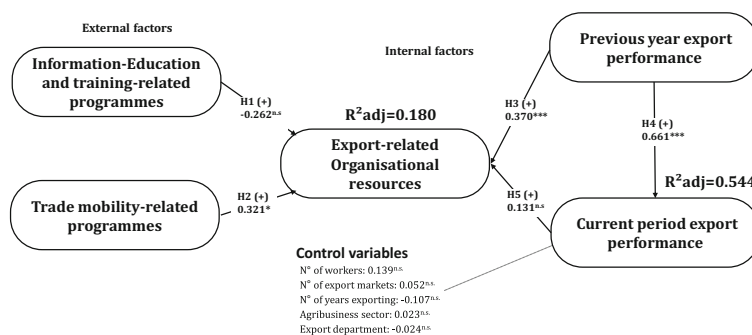 External factors
Information-Education
and training-related
programmes
H1 (+)
-0.262ⁿ·ˢ
Trade mobility-related
programmes
H2 (+)
0.321*
Internal factors
R²adj=0.180
Export-related
Organisational
resources
H3 (+)
0.370***
H5 (+)
0.131ⁿ·ˢ
Previous year export
performance
H4 (+)
0.661***
R²adj=0.544
Current period export
performance
Control variables
N° of workers: 0.139ⁿ·ˢ·
N° of export markets: 0.052ⁿ·ˢ·
N° of years exporting: -0.107ⁿ·ˢ·
Agribusiness sector: 0.023ⁿ·ˢ·
Export department: -0.024ⁿ·ˢ·